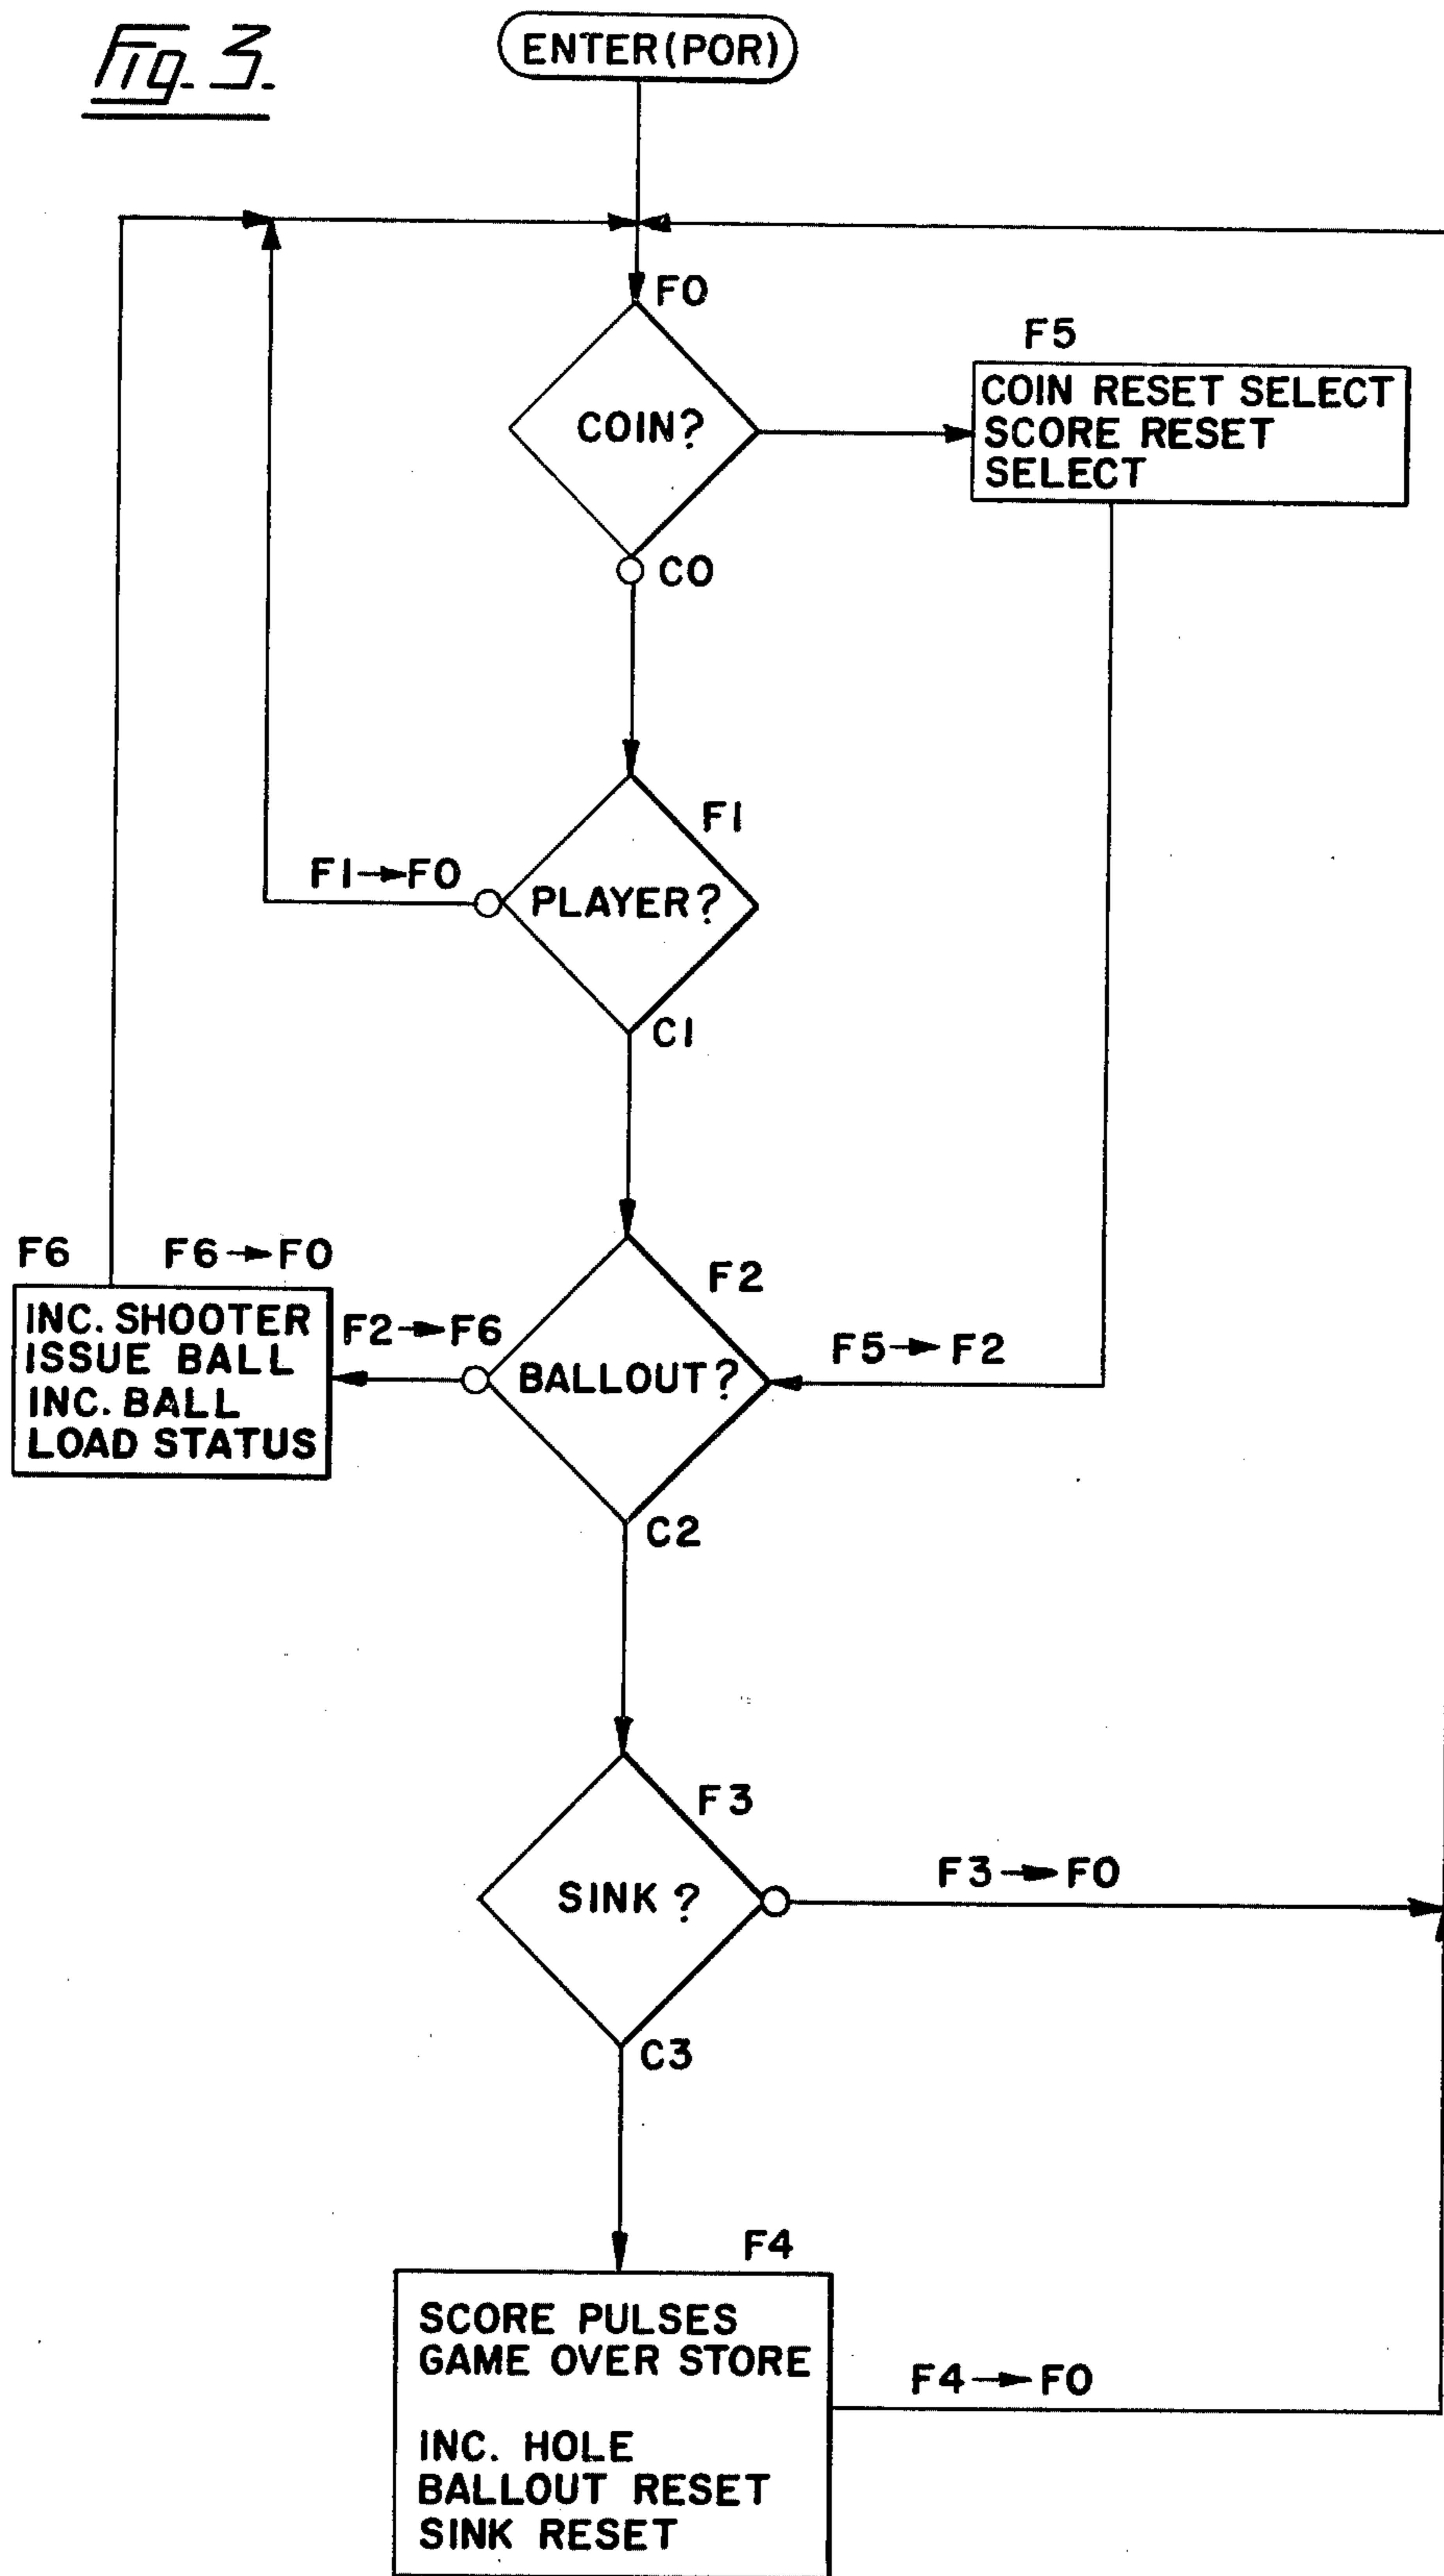 Fig. 3.
ENTER(POR)
F0
COIN?
C0
F5
COIN RESET SELECT
SCORE RESET
SELECT
F1
F1→F0
PLAYER?
C1
F6
F6→F0
INC. SHOOTER
ISSUE BALL
INC. BALL
LOAD STATUS
F2→F6
F2
BALLOUT?
F5→F2
C2
F3
SINK ?
F3→F0
C3
F4
SCORE PULSES
GAME OVER STORE
INC. HOLE
BALLOUT RESET
SINK RESET
F4→F0